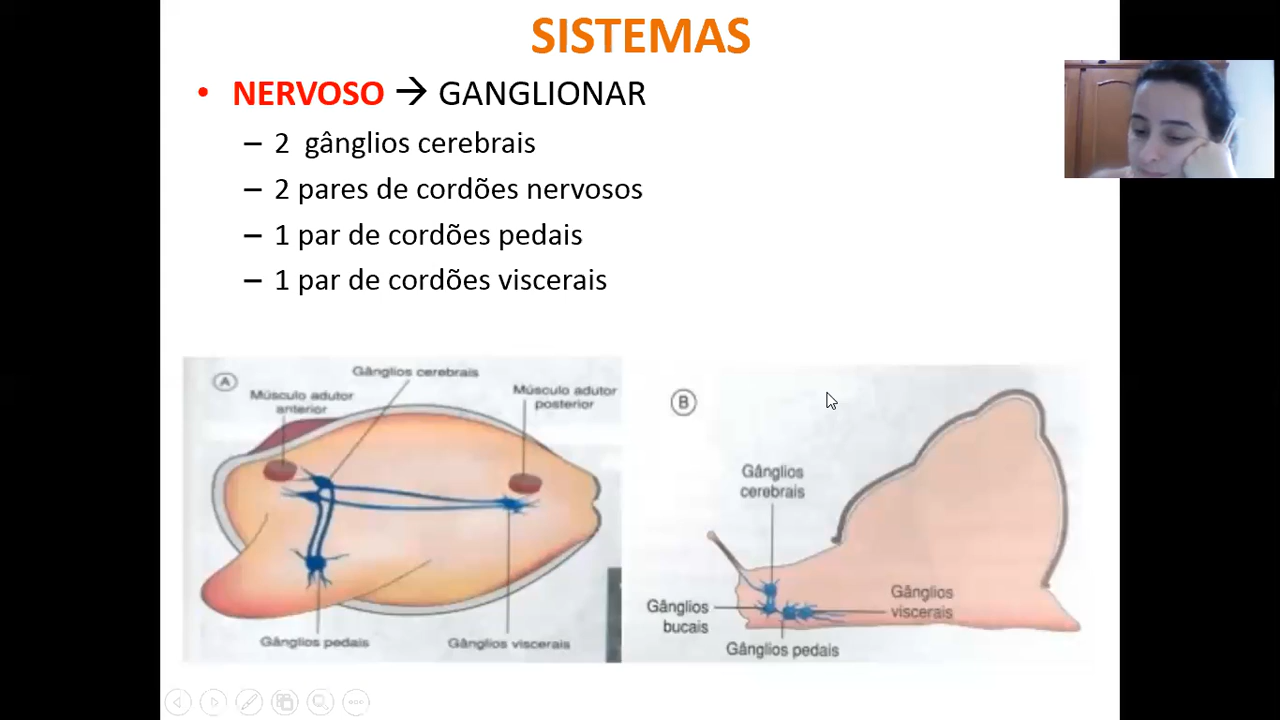 SISTEMAS
• NERVOSO → GANGLIONAR
– 2 gânglios cerebrais
– 2 pares de cordões nervosos
– 1 par de cordões pedais
– 1 par de cordões viscerais
A
Gânglios cerebrais
Músculo adutor
anterior
Músculo adutor
posterior
Gânglios pedais
Gânglios viscerais
B
Gânglios
cerebrais
Gânglios
bucais
Gânglios
viscerais
Gânglios pedais